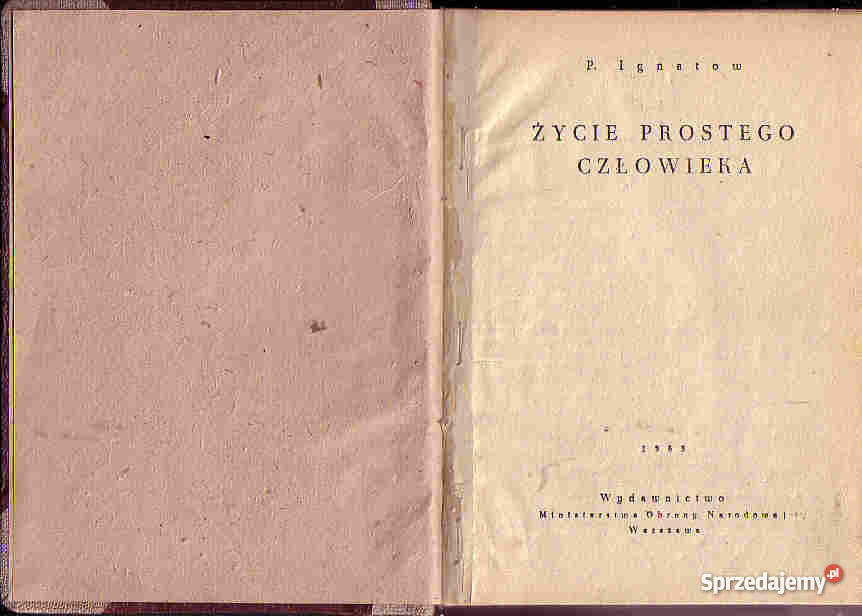 P. Ignatow
ŻYCIE PROSTEGO
CZŁOWIEKA
Wydawnictwo
Ministerstwa Obrony Narodowej
Warszawa
Sprzedajemy.pl